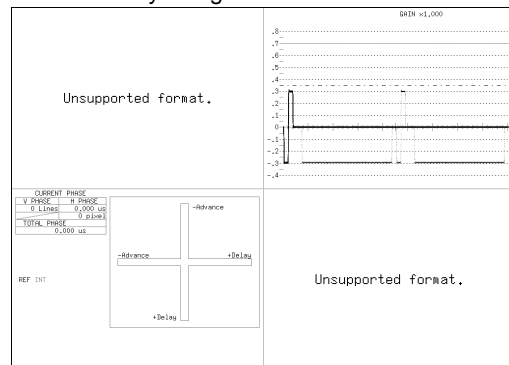 GAIN ×1.000
Unsupported format.
.8
.7
.6
.5
.4
.3
.2
.1
0
-.1
-.2
-.3
-.4
CURRENT PHASE
V PHASE H PHASE
0 Lines 0.000 us
0 pixel
TOTAL PHASE
0.000 us
REF INT
-Advance
-Advance
+Delay
+Delay
Unsupported format.